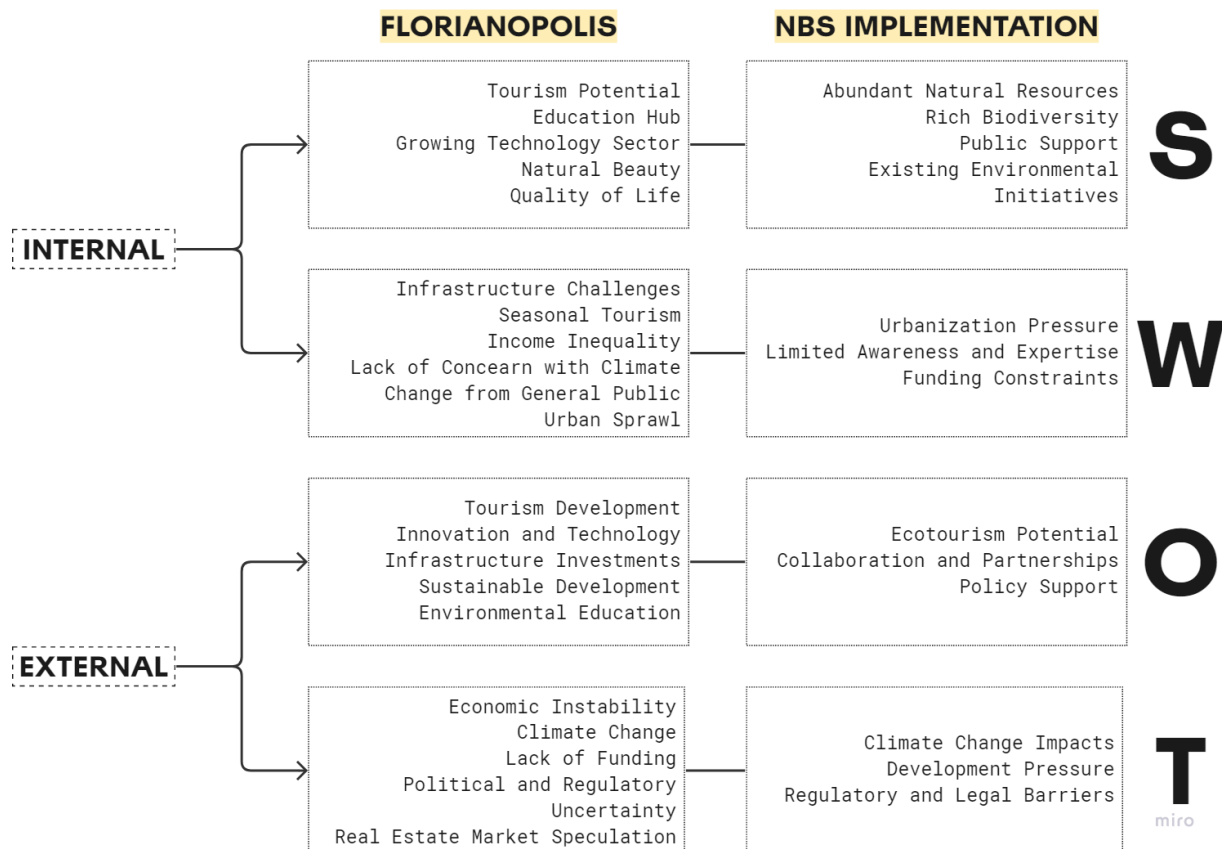 FLORIANOPOLIS
NBS IMPLEMENTATION
Tourism Potential
Education Hub
Growing Technology Sector
Natural Beauty
Quality of Life
Abundant Natural Resources
Rich Biodiversity
Public Support
Existing Environmental
Initiatives
S
INTERNAL
Infrastructure Challenges
Seasonal Tourism
Income Inequality
Lack of Concearn with Climate
Change from General Public
Urban Sprawl
Urbanization Pressure
Limited Awareness and Expertise
Funding Constraints
W
Tourism Development
Innovation and Technology
Infrastructure Investments
Sustainable Development
Environmental Education
Ecotourism Potential
Collaboration and Partnerships
Policy Support
O
EXTERNAL
Economic Instability
Climate Change
Lack of Funding
Political and Regulatory
Uncertainty
Real Estate Market Speculation
Climate Change Impacts
Development Pressure
Regulatory and Legal Barriers
T
miro